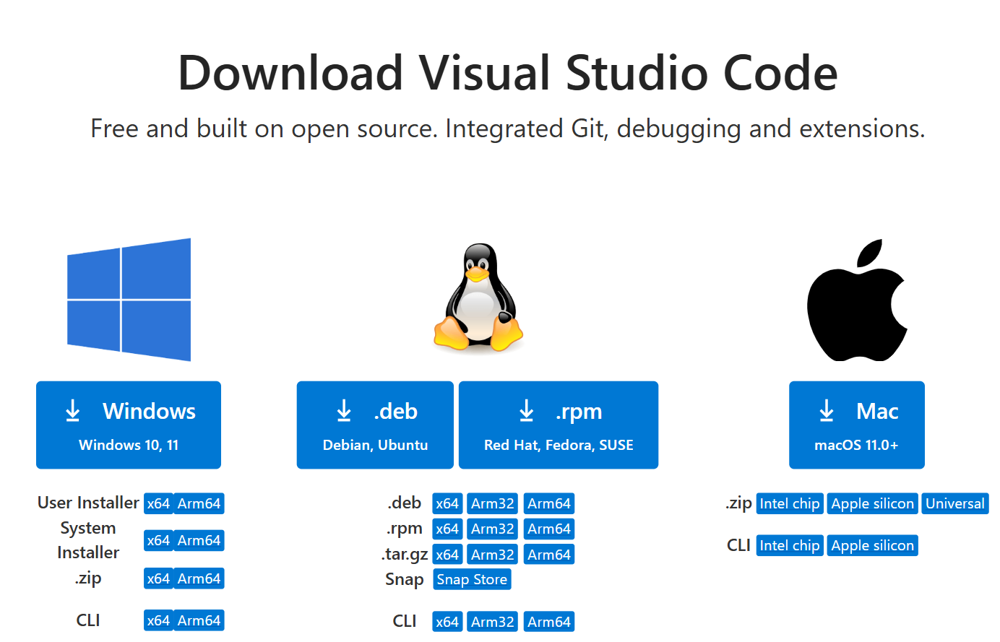 Download Visual Studio Code
Free and built on open source. Integrated Git, debugging and extensions.
Windows
Windows 10, 11
User Installer x64 Arm64
System
Installer x64 Arm64
.zip x64 Arm64
CLI x64 Arm64
.deb
Debian, Ubuntu
.rpm
Red Hat, Fedora, SUSE
.deb x64 Arm32 Arm64
.rpm x64 Arm32 Arm64
.tar.gz x64 Arm32 Arm64
Snap Snap Store
CLI x64 Arm32 Arm64
Mac
macOS 11.0+
.zip Intel chip Apple silicon Universal
CLI Intel chip Apple silicon